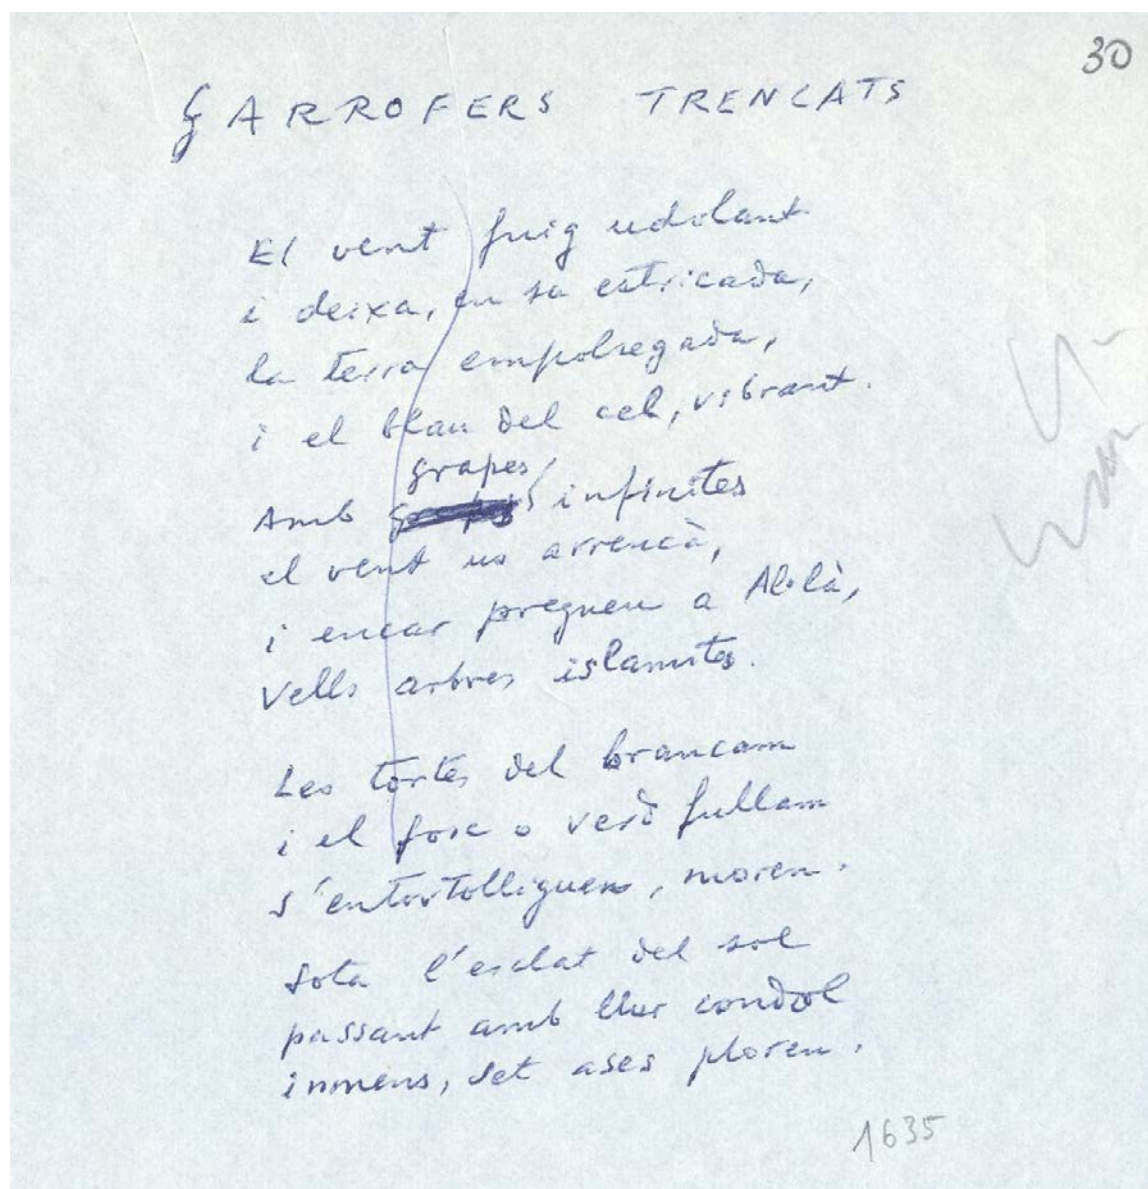 30
GARROFERS TRENCATS
El vent fuig udolant
i deixa, en sa estricada,
la terra empolsegada,
i el blau del cel, vibrant.
grapes
Amb infinites
el vent us arrencà,
i encar pregueu a Al·là,
vells arbres islamites.
Les tortes del brancam
i el fosc o verd fullam
s'entortolliguen, moren.
Sota l'esclat del sol
passant amb llur condol
inmens, set ases ploren.
1635